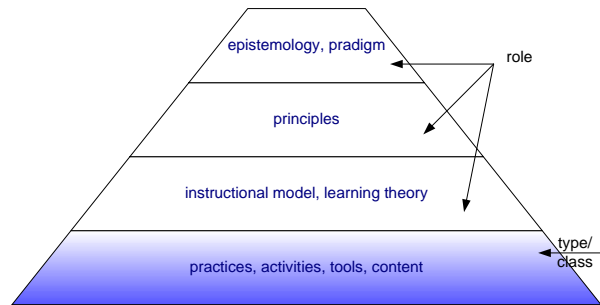 epistemology, pradigm
role
principles
instructional model, learning theory
type/
class
practices, activities, tools, content